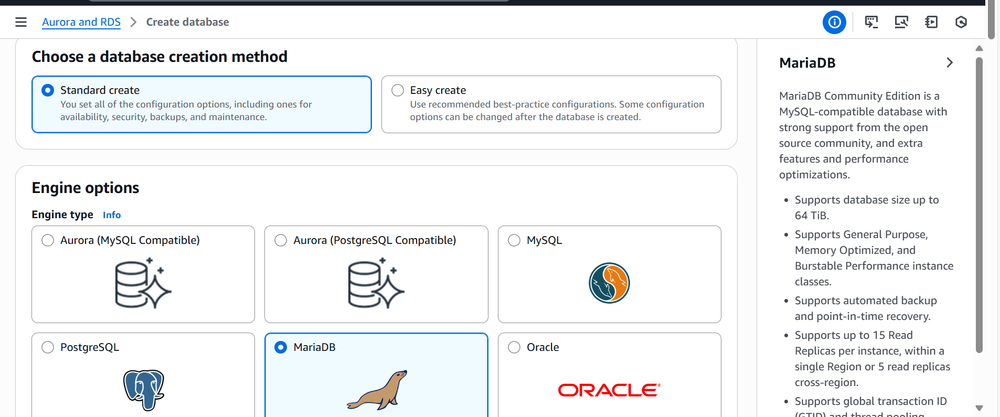 Aurora and RDS > Create database
Choose a database creation method
Standard create
You set all of the configuration options, including ones for
availability, security, backups, and maintenance.
Easy create
Use recommended best-practice configurations. Some configuration
options can be changed after the database is created.
Engine options
Engine type Info
Aurora (MySQL Compatible)
Aurora (PostgreSQL Compatible)
MySQL
PostgreSQL
MariaDB
Oracle
ORACLE
MariaDB
MariaDB Community Edition is a
MySQL-compatible database with
strong support from the open
source community, and extra
features and performance
optimizations.
• Supports database size up to
64 TiB.
• Supports General Purpose,
Memory Optimized, and
Burstable Performance instance
classes.
• Supports automated backup
and point-in-time recovery.
• Supports up to 15 Read
Replicas per instance, within a
single Region or 5 read replicas
cross-region.
• Supports global transaction ID
(GTID) and thread pooling.